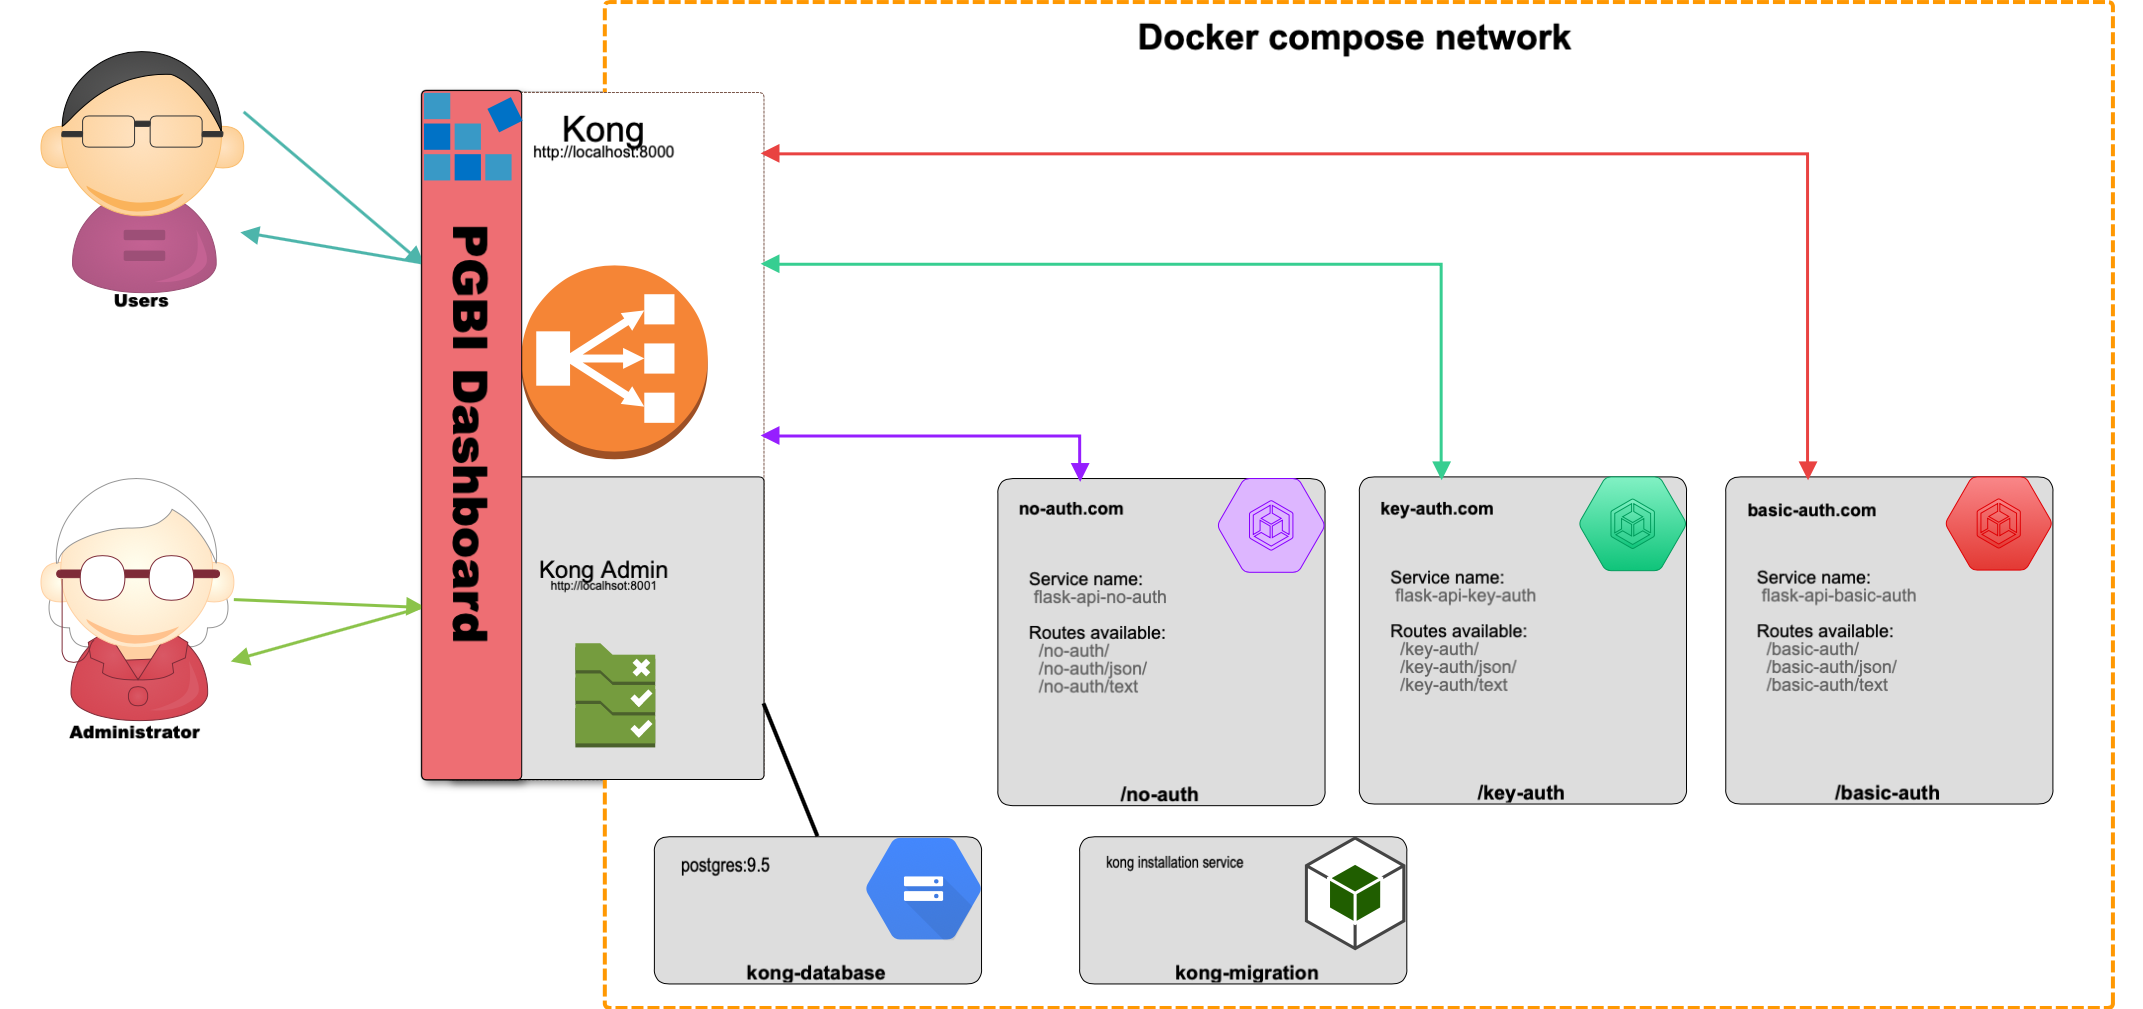 Docker compose network
Kong
http://localhost:8000
PGBI Dashboard
Users
Kong Admin
http://localhsot:8001
Administrator
no-auth.com
Service name:
flask-api-no-auth
Routes available:
/no-auth/
/no-auth/json/
/no-auth/text
/no-auth
key-auth.com
Service name:
flask-api-key-auth
Routes available:
/key-auth/
/key-auth/json/
/key-auth/text
/key-auth
basic-auth.com
Service name:
flask-api-basic-auth
Routes available:
/basic-auth/
/basic-auth/json/
/basic-auth/text
/basic-auth
postgres:9.5
kong-database
kong installation service
kong-migration